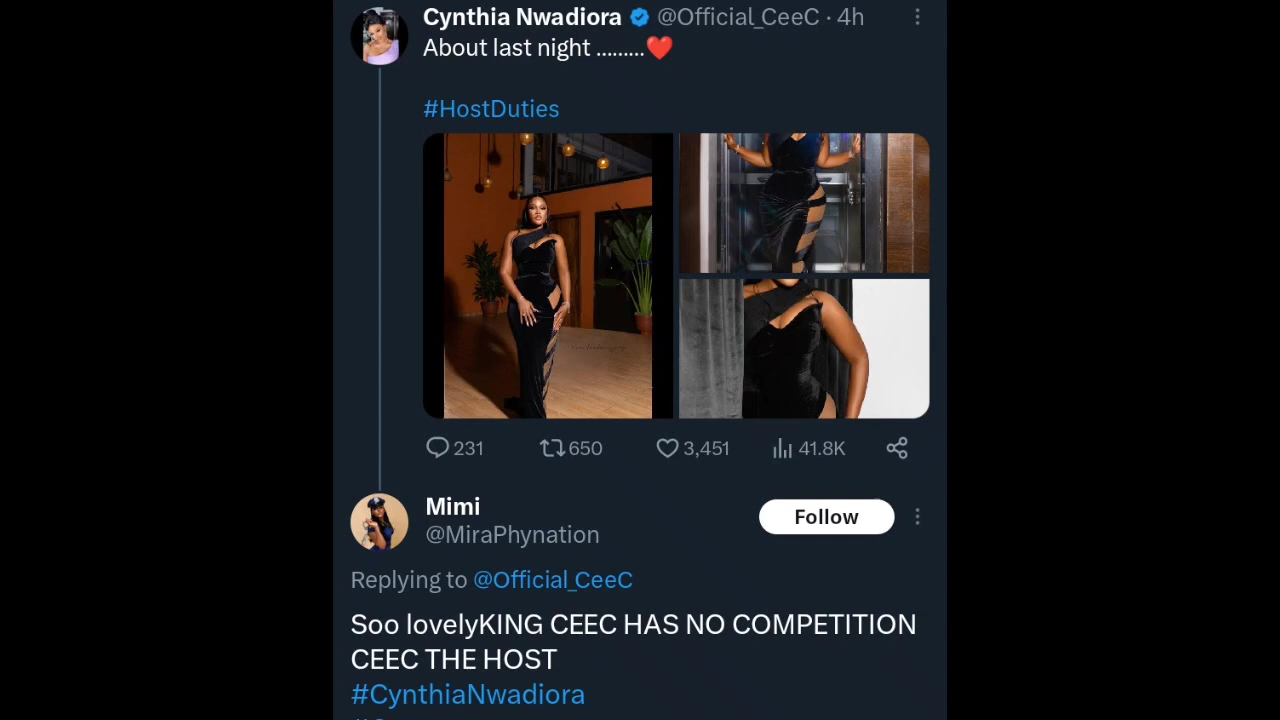 Cynthia Nwadiora @Official_CeeC · 4h
About last night .........❤️
#HostDuties
231 650 3,451 41.8K
Mimi
Follow
@MiraPhynation
Replying to @Official_CeeC
Soo lovelyKING CEEC HAS NO COMPETITION
CEEC THE HOST
#CynthiaNwadiora